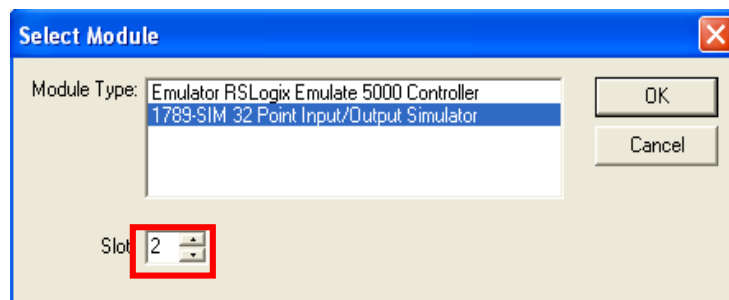 Select Module
Module Type:
Emulator RSLogix Emulate 5000 Controller
1789-SIM 32 Point Input/Output Simulator
OK
Cancel
Slot
2